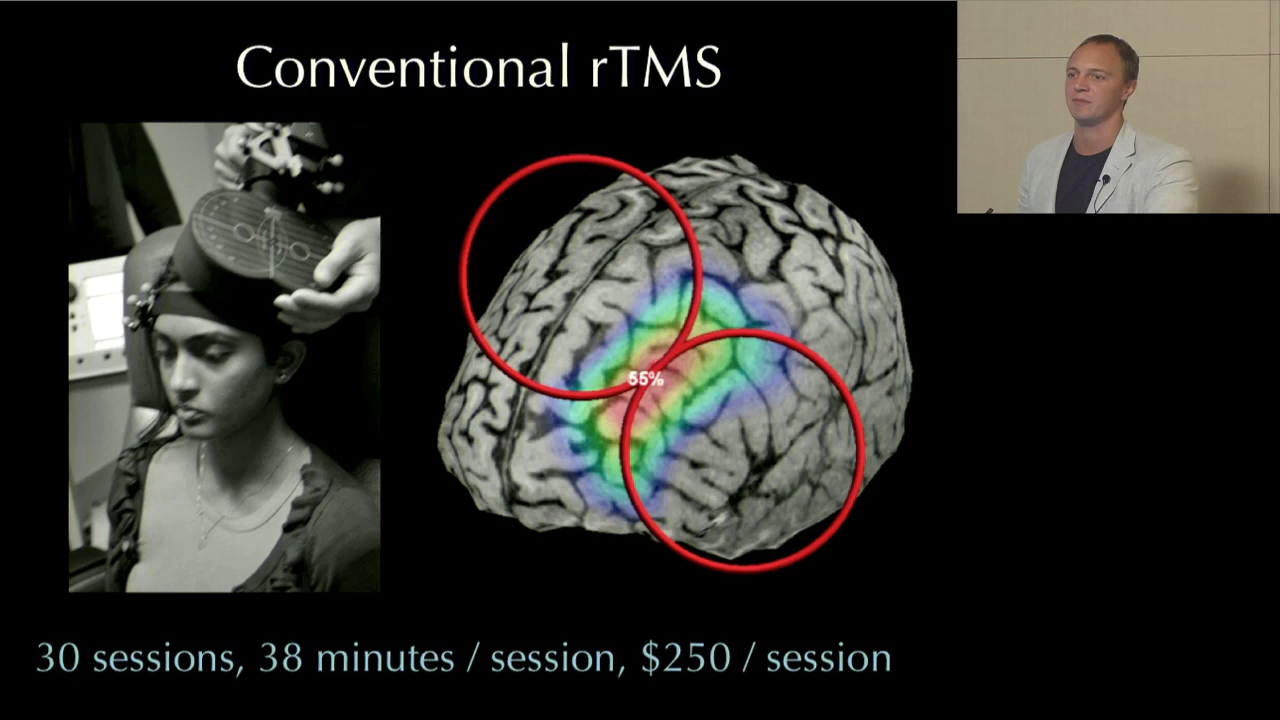 Conventional rTMS
55%
30 sessions, 38 minutes / session, $250 / session